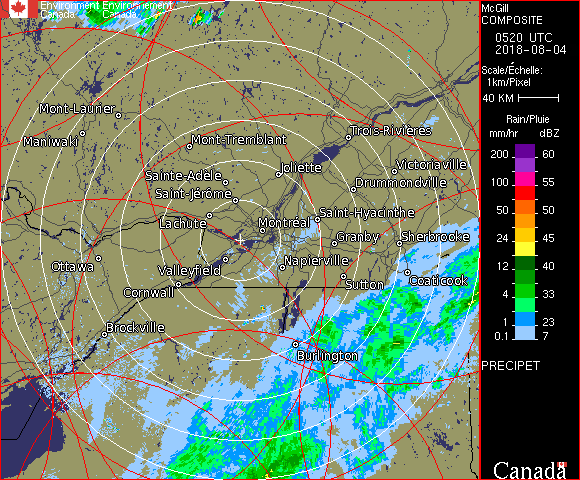 Environment Environnement
Canada Canada
McGill
COMPOSITE
0520 UTC
2018-08-04
Scale/Échelle:
1km/Pixel
40 KM
Rain/Pluie
mm/hr dBZ
200 60
100 55
50 50
24 45
12 40
4 33
1 23
0.1 7
PRECIPET
Canada
Mont-Laurier
Maniwaki
Mont-Tremblant
Trois-Rivières
Sainte-Adèle
Joliette
Victoriaville
Saint-Jérôme
Drummondville
Lachute
Montréal
Saint-Hyacinthe
Granby
Sherbrooke
Ottawa
Valleyfield
Napierville
Cornwall
Sutton
Coaticook
Brockville
Burlington